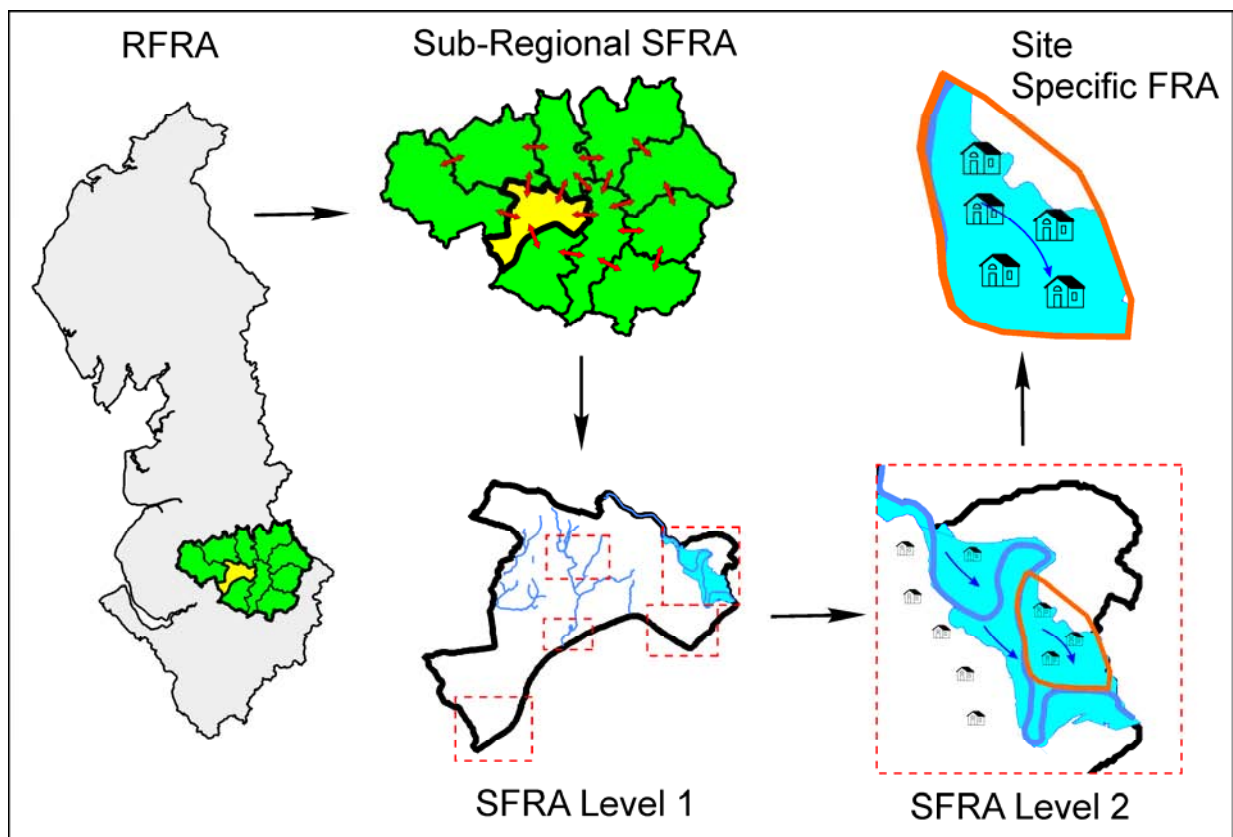 RFRA
Sub-Regional SFRA
Site
Specific FRA
SFRA Level 1
SFRA Level 2